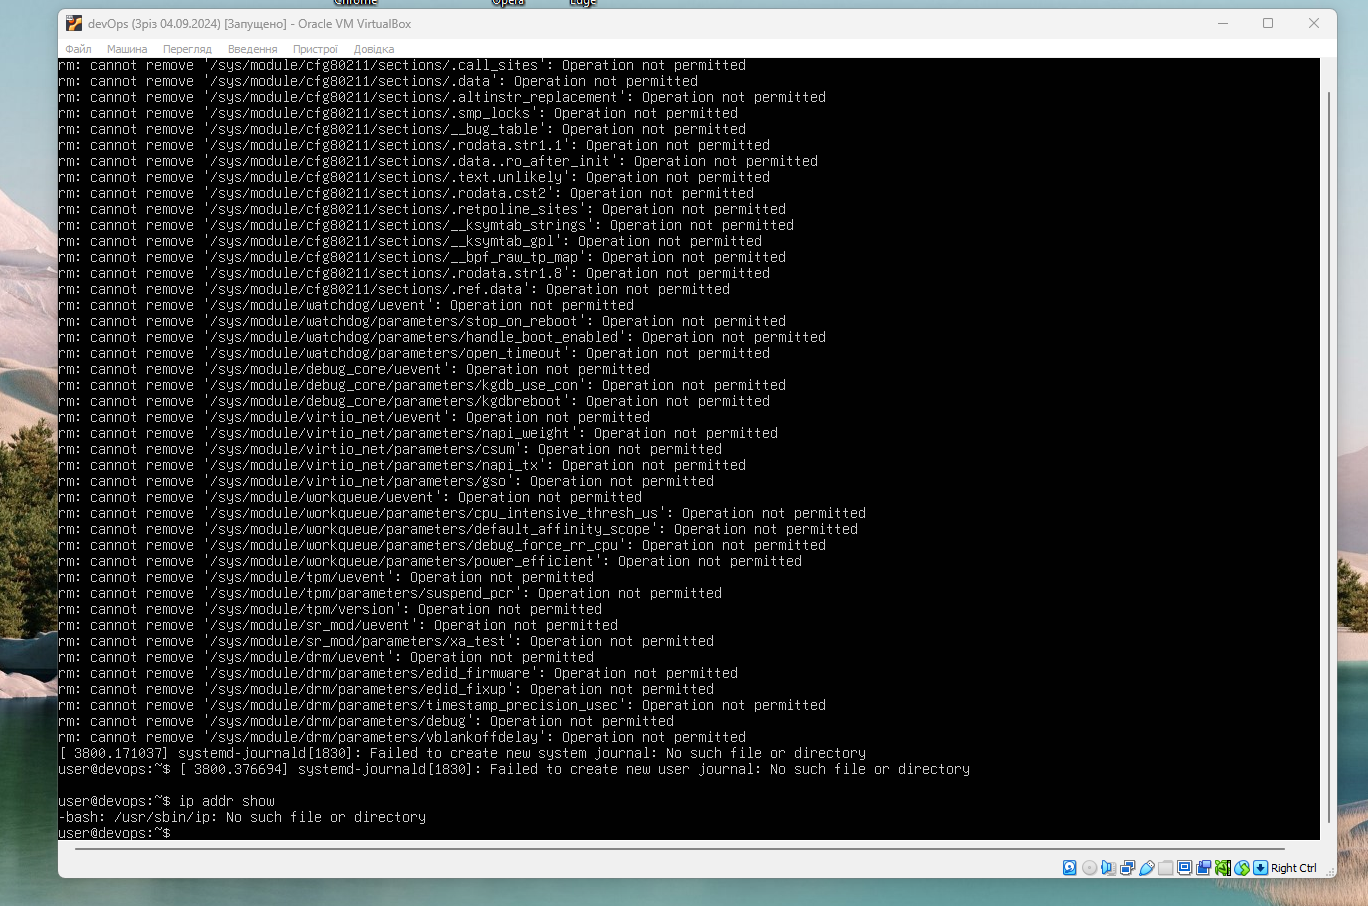 Chrome
Opera
Edge
devOps (Зріз 04.09.2024) [Запущено] - Oracle VM VirtualBox
Файл Машина Перегляд Введення Пристрої Довідка
rm: cannot remove '/sys/module/cfg80211/sections/.call_sites': Operation not permitted
rm: cannot remove '/sys/module/cfg80211/sections/.data': Operation not permitted
rm: cannot remove '/sys/module/cfg80211/sections/.altinstr_replacement': Operation not permitted
rm: cannot remove '/sys/module/cfg80211/sections/.smp_locks': Operation not permitted
rm: cannot remove '/sys/module/cfg80211/sections/__bug_table': Operation not permitted
rm: cannot remove '/sys/module/cfg80211/sections/.rodata.str1.1': Operation not permitted
rm: cannot remove '/sys/module/cfg80211/sections/.data..ro_after_init': Operation not permitted
rm: cannot remove '/sys/module/cfg80211/sections/.text.unlikely': Operation not permitted
rm: cannot remove '/sys/module/cfg80211/sections/.rodata.cst2': Operation not permitted
rm: cannot remove '/sys/module/cfg80211/sections/.retpoline_sites': Operation not permitted
rm: cannot remove '/sys/module/cfg80211/sections/__ksymtab_strings': Operation not permitted
rm: cannot remove '/sys/module/cfg80211/sections/__ksymtab_gpl': Operation not permitted
rm: cannot remove '/sys/module/cfg80211/sections/__bpf_raw_tp_map': Operation not permitted
rm: cannot remove '/sys/module/cfg80211/sections/.rodata.str1.8': Operation not permitted
rm: cannot remove '/sys/module/cfg80211/sections/.ref.data': Operation not permitted
rm: cannot remove '/sys/module/watchdog/uevent': Operation not permitted
rm: cannot remove '/sys/module/watchdog/parameters/stop_on_reboot': Operation not permitted
rm: cannot remove '/sys/module/watchdog/parameters/handle_boot_enabled': Operation not permitted
rm: cannot remove '/sys/module/watchdog/parameters/open_timeout': Operation not permitted
rm: cannot remove '/sys/module/debug_core/uevent': Operation not permitted
rm: cannot remove '/sys/module/debug_core/parameters/kgdb_use_con': Operation not permitted
rm: cannot remove '/sys/module/debug_core/parameters/kgdbreboot': Operation not permitted
rm: cannot remove '/sys/module/virtio_net/uevent': Operation not permitted
rm: cannot remove '/sys/module/virtio_net/parameters/napi_weight': Operation not permitted
rm: cannot remove '/sys/module/virtio_net/parameters/csum': Operation not permitted
rm: cannot remove '/sys/module/virtio_net/parameters/napi_tx': Operation not permitted
rm: cannot remove '/sys/module/virtio_net/parameters/gso': Operation not permitted
rm: cannot remove '/sys/module/workqueue/uevent': Operation not permitted
rm: cannot remove '/sys/module/workqueue/parameters/cpu_intensive_thresh_us': Operation not permitted
rm: cannot remove '/sys/module/workqueue/parameters/default_affinity_scope': Operation not permitted
rm: cannot remove '/sys/module/workqueue/parameters/debug_force_rr_cpu': Operation not permitted
rm: cannot remove '/sys/module/workqueue/parameters/power_efficient': Operation not permitted
rm: cannot remove '/sys/module/tpm/uevent': Operation not permitted
rm: cannot remove '/sys/module/tpm/parameters/suspend_pcr': Operation not permitted
rm: cannot remove '/sys/module/tpm/version': Operation not permitted
rm: cannot remove '/sys/module/sr_mod/uevent': Operation not permitted
rm: cannot remove '/sys/module/sr_mod/parameters/xa_test': Operation not permitted
rm: cannot remove '/sys/module/drm/uevent': Operation not permitted
rm: cannot remove '/sys/module/drm/parameters/edid_firmware': Operation not permitted
rm: cannot remove '/sys/module/drm/parameters/edid_fixup': Operation not permitted
rm: cannot remove '/sys/module/drm/parameters/timestamp_precision_usec': Operation not permitted
rm: cannot remove '/sys/module/drm/parameters/debug': Operation not permitted
rm: cannot remove '/sys/module/drm/parameters/vblankoffdelay': Operation not permitted
[ 3800.171037] systemd-journald[1830]: Failed to create new system journal: No such file or directory
user@devops:~$ [ 3800.376694] systemd-journald[1830]: Failed to create new user journal: No such file or directory
user@devops:~$ ip addr show
-bash: /usr/sbin/ip: No such file or directory
user@devops:~$
Right Ctrl